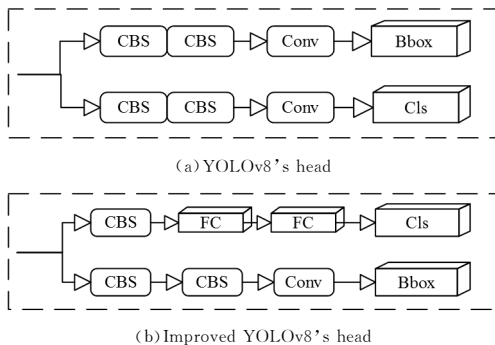 CBS CBS Conv Bbox
CBS CBS Conv Cls
(a)YOLOv8's head
CBS FC FC Cls
CBS CBS Conv Bbox
(b)Improved YOLOv8's head